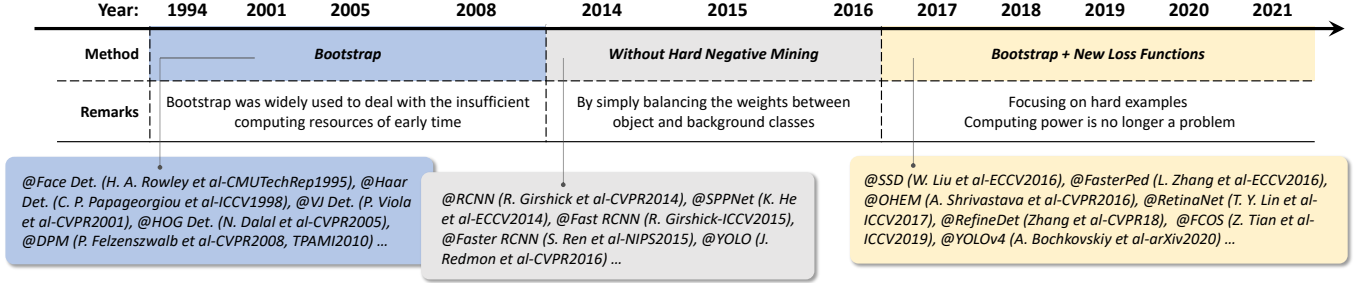 Year: 1994 2001 2005 2008 2014 2015 2016 2017 2018 2019 2020 2021
Method Bootstrap Without Hard Negative Mining Bootstrap + New Loss Functions
Remarks
Bootstrap was widely used to deal with the insufficient
computing resources of early time
By simply balancing the weights between
object and background classes
Focusing on hard examples
Computing power is no longer a problem
@Face Det. (H. A. Rowley et al-CMUTechRep1995), @Haar
Det. (C. P. Papageorgiou et al-ICCV1998), @VJ Det. (P. Viola
et al-CVPR2001), @HOG Det. (N. Dalal et al-CVPR2005),
@DPM (P. Felzenszwalb et al-CVPR2008, TPAMI2010) …
@RCNN (R. Girshick et al-CVPR2014), @SPPNet (K. He
et al-ECCV2014), @Fast RCNN (R. Girshick-ICCV2015),
@Faster RCNN (S. Ren et al-NIPS2015), @YOLO (J.
Redmon et al-CVPR2016) …
@SSD (W. Liu et al-ECCV2016), @FasterPed (L. Zhang et al-ECCV2016),
@OHEM (A. Shrivastava et al-CVPR2016), @RetinaNet (T. Y. Lin et al-
ICCV2017), @RefineDet (Zhang et al-CVPR18), @FCOS (Z. Tian et al-
ICCV2019), @YOLOv4 (A. Bochkovskiy et al-arXiv2020) …